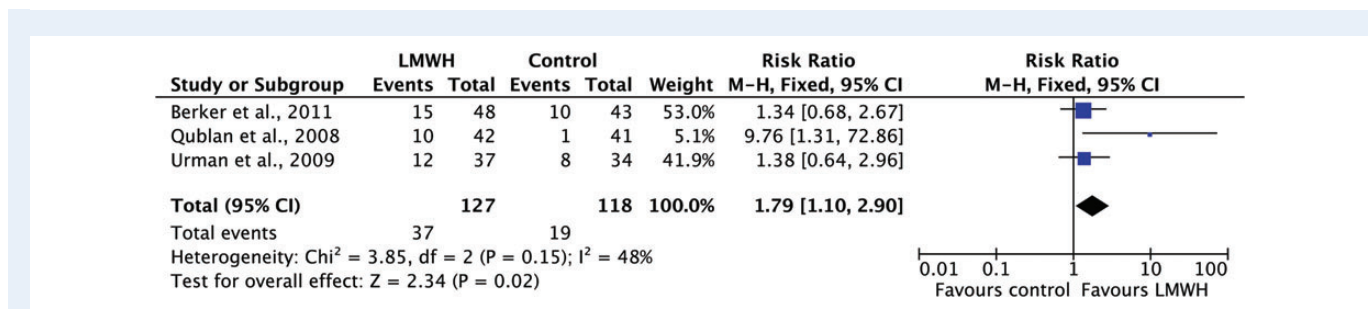 LMWH Control Risk Ratio Risk Ratio
Study or Subgroup Events Total Events Total Weight M-H, Fixed, 95% CI M-H, Fixed, 95% CI
Berker et al., 2011 15 48 10 43 53.0% 1.34 [0.68, 2.67]
Qublan et al., 2008 10 42 1 41 5.1% 9.76 [1.31, 72.86]
Urman et al., 2009 12 37 8 34 41.9% 1.38 [0.64, 2.96]
Total (95% CI) 127 118 100.0% 1.79 [1.10, 2.90]
Total events 37 19
Heterogeneity: Chi² = 3.85, df = 2 (P = 0.15); I² = 48%
Test for overall effect: Z = 2.34 (P = 0.02)
0.01 0.1 1 10 100
Favours control Favours LMWH